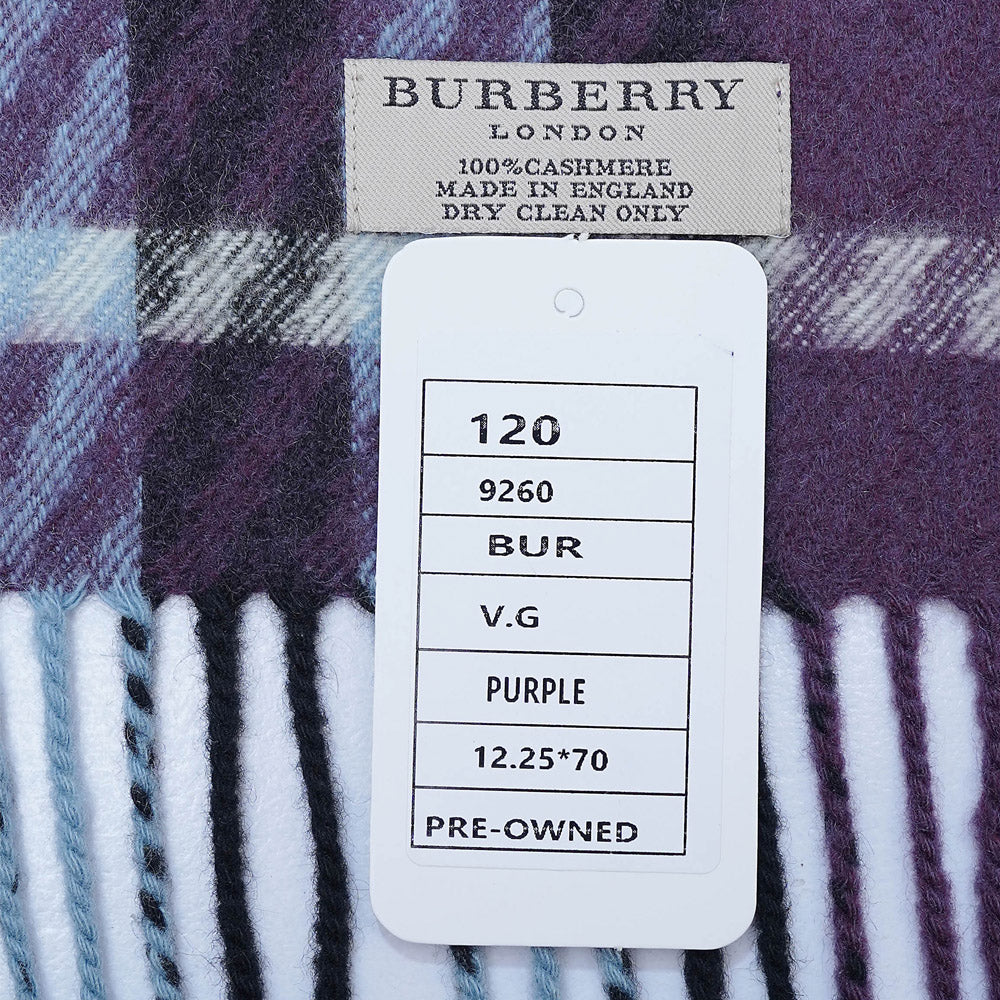 BURBERRY
LONDON
100%CASHMERE
MADE IN ENGLAND
DRY CLEAN ONLY
120
9260
BUR
V.G
PURPLE
12.25*70
PRE-OWNED